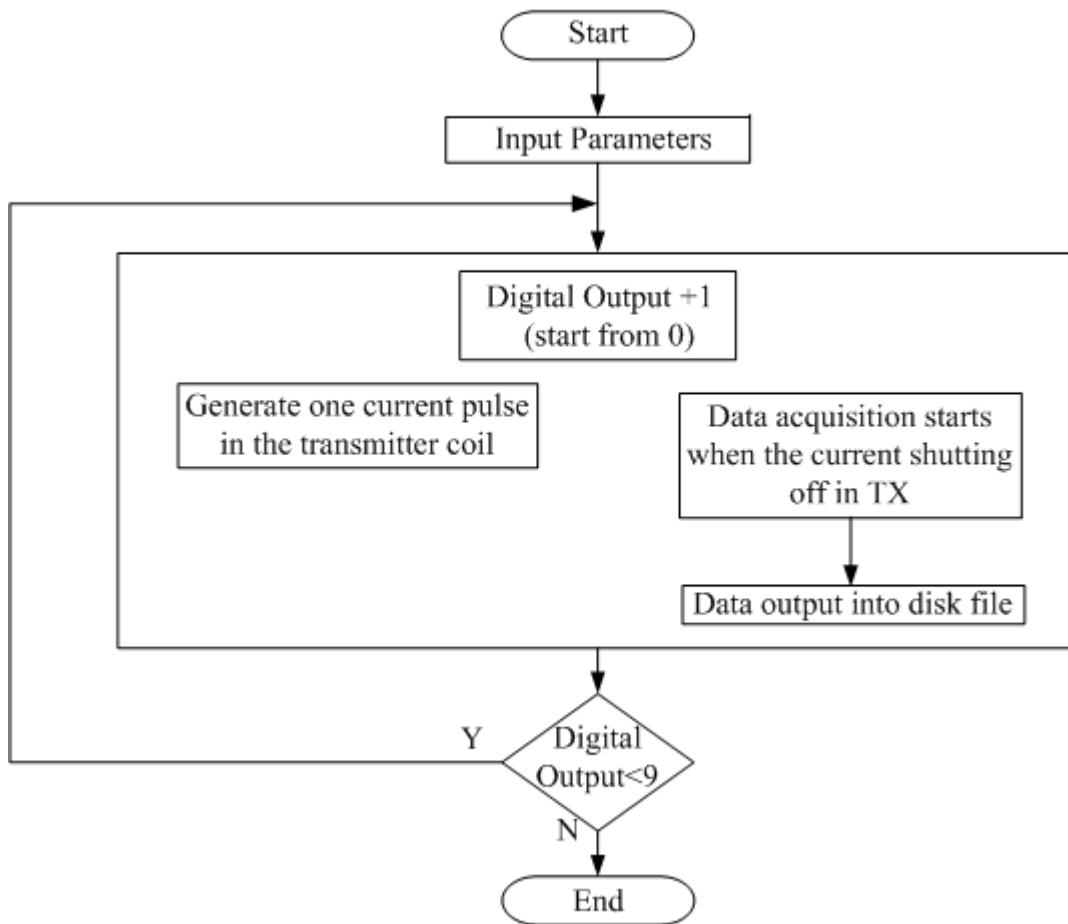 Start
Input Parameters
Digital Output +1
(start from 0)
Generate one current pulse
in the transmitter coil
Data acquisition starts
when the current shutting
off in TX
Data output into disk file
Y
Digital
Output<9
N
End